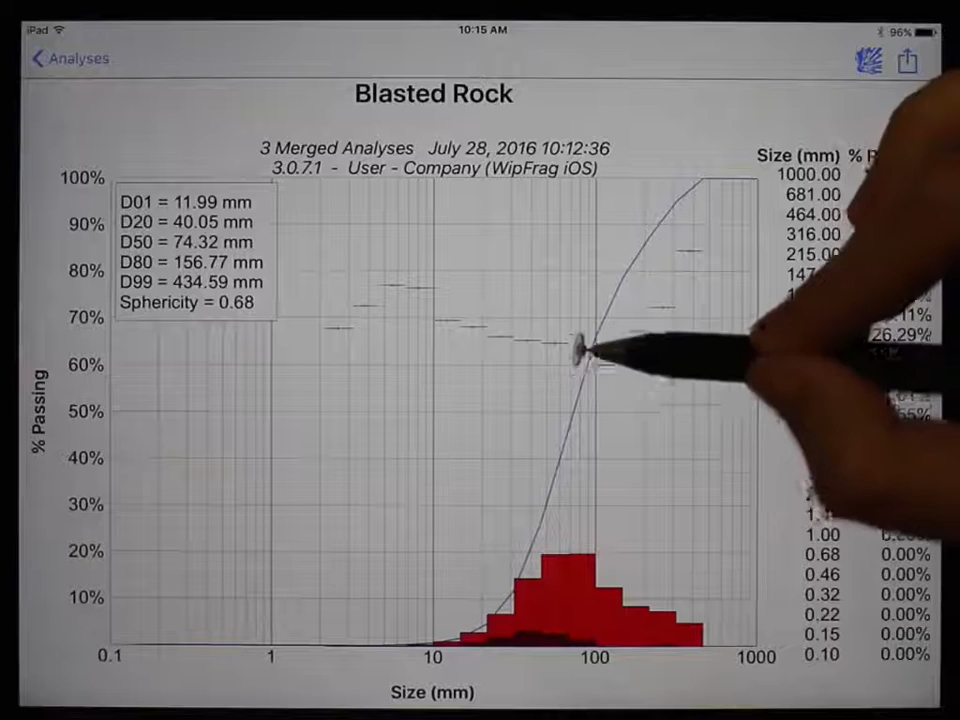 iPad 10:15 AM 96%
Analyses
Blasted Rock
3 Merged Analyses July 28, 2016 10:12:36
3.0.7.1 - User - Company (WipFrag iOS)
D01 = 11.99 mm
D20 = 40.05 mm
D50 = 74.32 mm
D80 = 156.77 mm
D99 = 434.59 mm
Sphericity = 0.68
100%
90%
80%
70%
60%
50%
40%
30%
20%
10%
% Passing
0.1 1 10 100 1000
Size (mm)
Size (mm) %
1000.00
681.00
464.00
316.00
215.00
26.29%
1.00
0.68 0.00%
0.46 0.00%
0.32 0.00%
0.22 0.00%
0.15 0.00%
0.10 0.00%